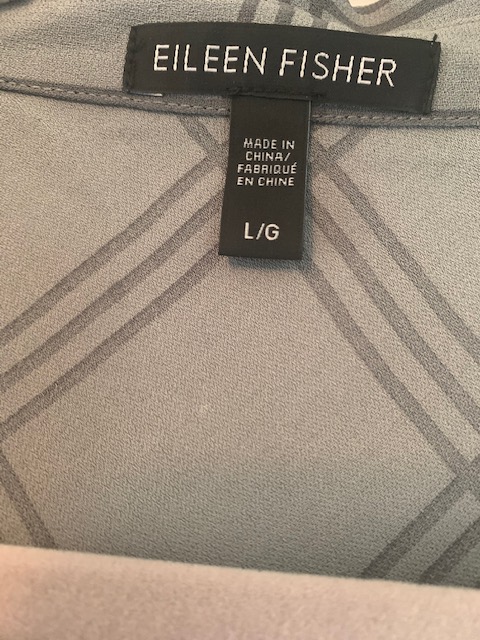 EILEEN FISHER
MADE IN
CHINA/
FABRIQUÉ
EN CHINE
L/G